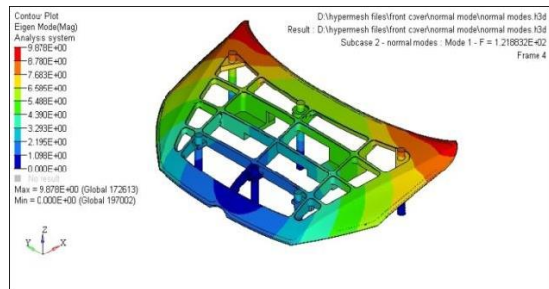 Contour Plot
Eigen Mode(Mag)
Analysis system
9.878E+00
8.780E+00
7.683E+00
6.585E+00
5.488E+00
4.390E+00
3.293E+00
2.195E+00
1.098E+00
0.000E+00
No result
Max = 9.878E+00 (Global 172613)
Min = 0.000E+00 (Global 197002)
D:\hypermesh files\front cover\normal mode\normal modes.h3d
Result : D:\hypermesh files\front cover\normal mode\normal modes.h3d
Subcase 2 - normal modes : Mode 1 - F = 1.218832E+02
Frame 4
Z
Y
X